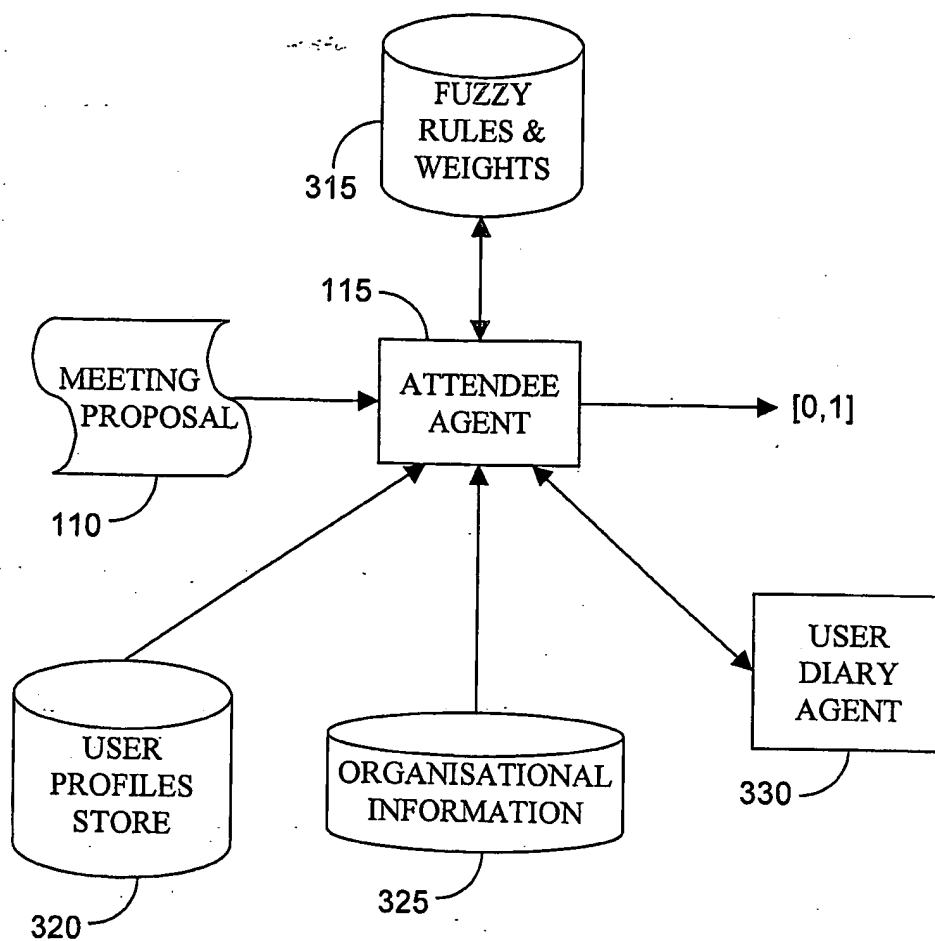 FUZZY
RULES &
WEIGHTS
315
115
MEETING
PROPOSAL
110
ATTENDEE
AGENT
[0,1]
USER
PROFILES
STORE
320
ORGANISATIONAL
INFORMATION
325
USER
DIARY
AGENT
330